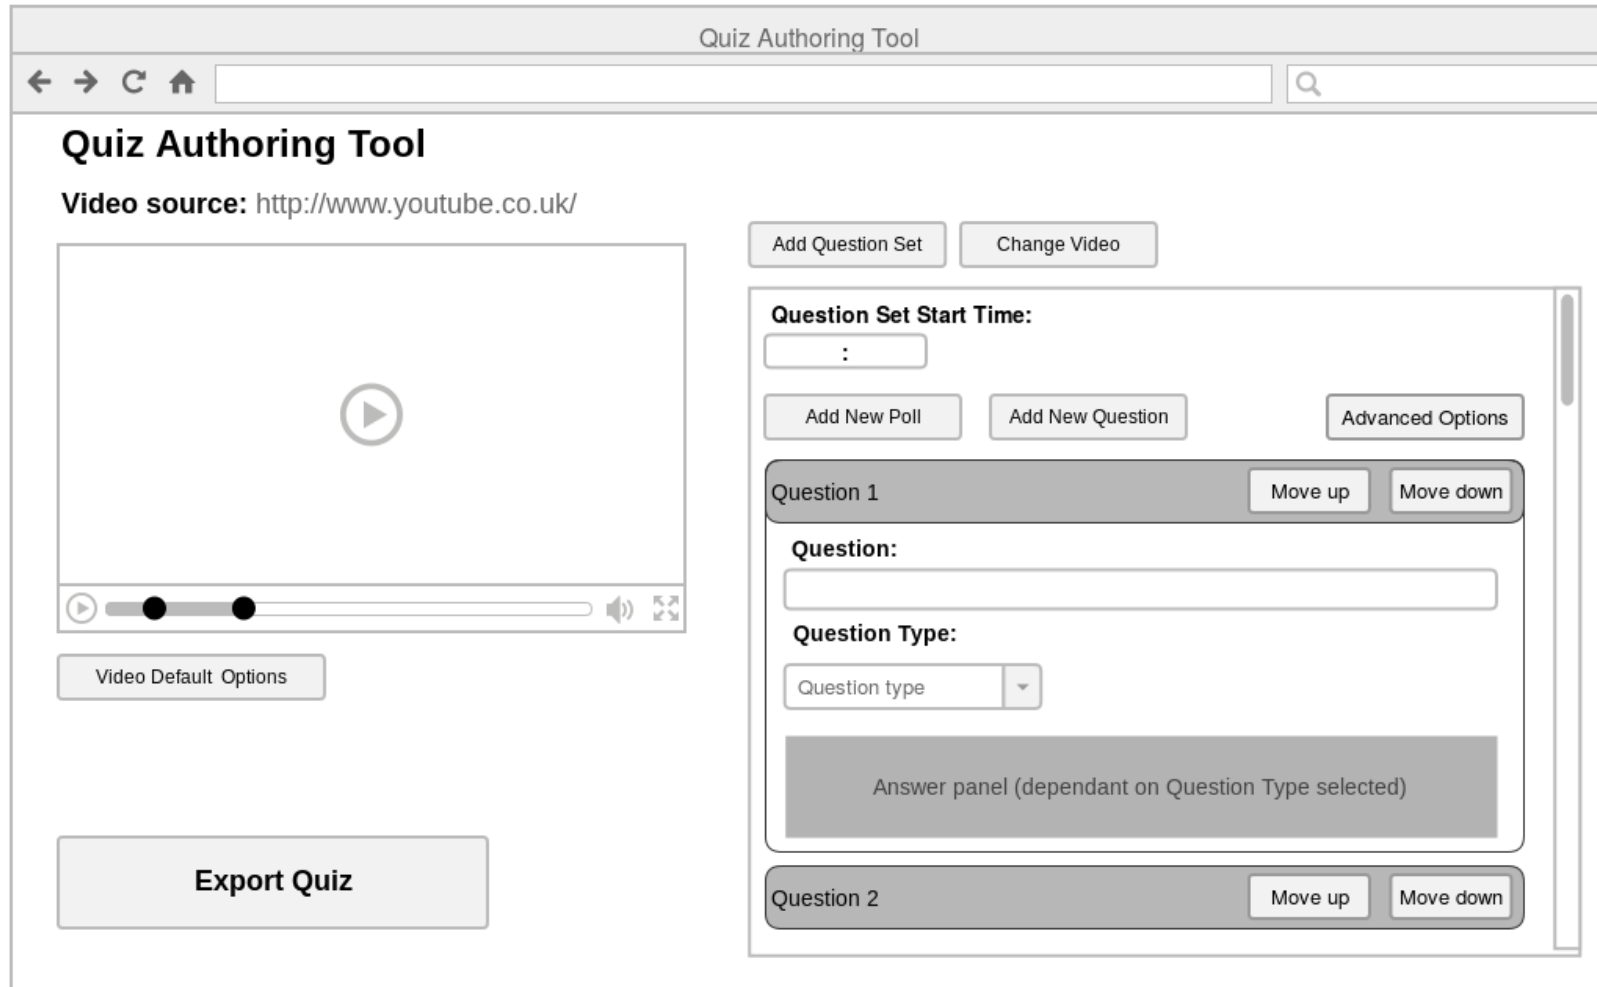 Quiz Authoring Tool
Quiz Authoring Tool
Video source: http://www.youtube.co.uk/
Add Question Set
Change Video
Question Set Start Time:
:
Add New Poll
Add New Question
Advanced Options
Question 1
Move up
Move down
Question:
Question Type:
Question type
Answer panel (dependant on Question Type selected)
Question 2
Move up
Move down
Video Default Options
Export Quiz